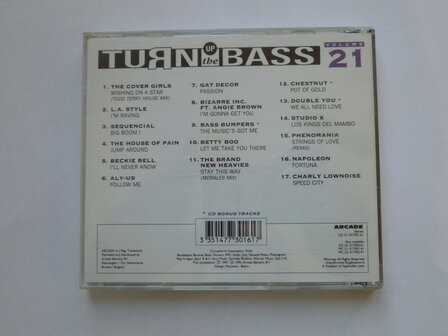 TURN UP the BASS VOLUME 21
1. THE COVER GIRLS
WISHING ON A STAR
(TODD TERRY HOUSE MIX)
2. L.A. STYLE
I'M RAVING
3. SEQUENCIAL
BIG BOOM !
4. THE HOUSE OF PAIN
JUMP AROUND
5. BECKIE BELL
I'LL NEVER KNOW
6. ALY-US
FOLLOW ME
7. GAT DECOR
PASSION
8. BIZARRE INC.
FT. ANGIE BROWN
I'M GONNA GET YOU
9. BASS BUMPERS *
THE MUSIC'S GOT ME
10. BETTY BOO
LET ME TAKE YOU THERE
11. THE BRAND
NEW HEAVIES
STAY THIS WAY
(MORALES MIX)
12. CHESTNUT *
POT OF GOLD
13. DOUBLE YOU *
WE ALL NEED LOVE
14. STUDIO X
LOS KINGS DEL MAMBO
15. PHENOMANIA
STRINGS OF LOVE
(REMIX)
16. NAPOLEON
FORTUNA
17. CHARLY LOWNOISE
SPEED CITY
* CD BONUS-TRACKS
3 351477 301617
ARCADE
Stereo